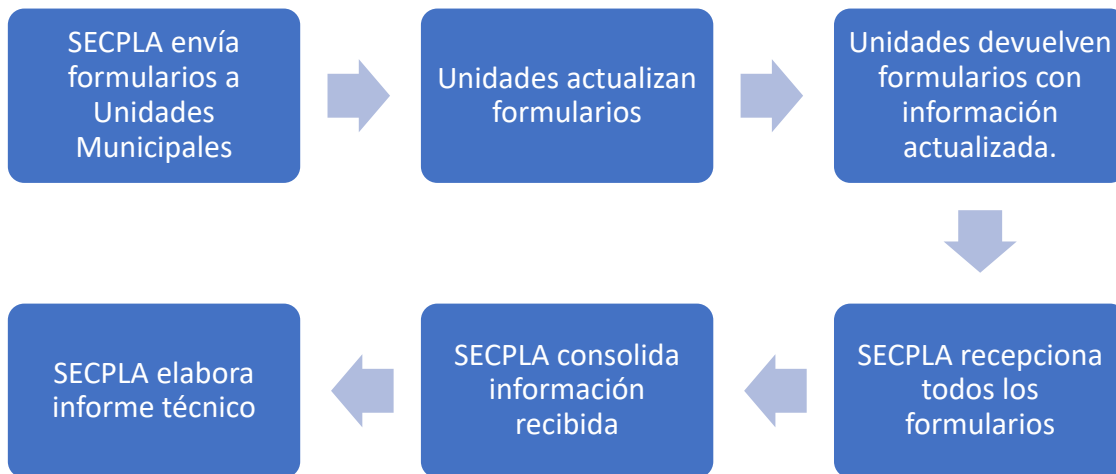 SECPLA envía
formularios a
Unidades
Municipales
Unidades actualizan
formularios
Unidades devuelven
formularios con
información
actualizada.
SECPLA recepciona
todos los
formularios
SECPLA consolida
información
recibida
SECPLA elabora
informe técnico